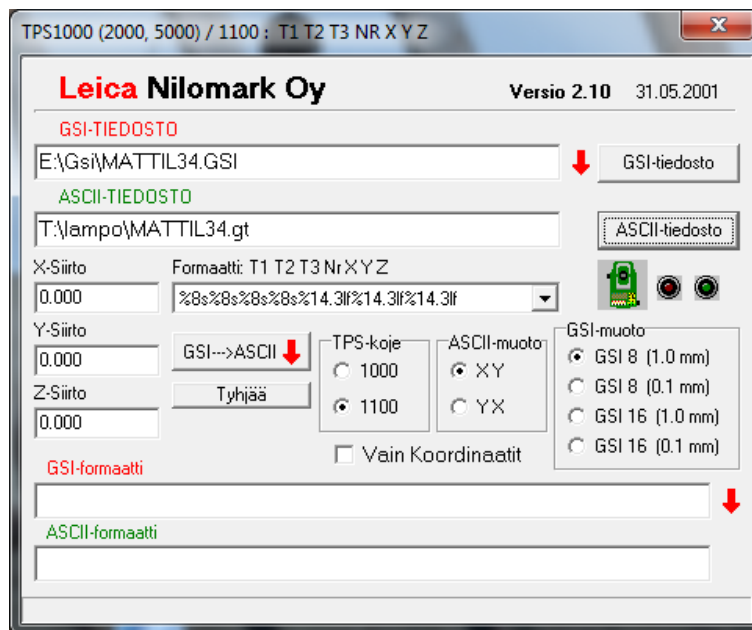 TPS1000 (2000, 5000) / 1100 : T1 T2 T3 NR X Y Z
Leica Nilomark Oy Versio 2.10 31.05.2001
GSI-TIEDOSTO
E:\Gsi\MATTIL34.GSI GSI-tiedosto
ASCII-TIEDOSTO
T:\lampo\MATTIL34.gt ASCII-tiedosto
X-Siirto Formaatti: T1 T2 T3 Nr X Y Z
0.000 %8s%8s%8s%8s%14.3lf%14.3lf%14.3lf
Y-Siirto TPS-koje ASCII-muoto GSI-muoto
0.000 GSI--->ASCII 1000 X Y GSI 8 (1.0 mm)
Z-Siirto Tyhjää 1100 Y X GSI 8 (0.1 mm)
0.000 GSI 16 (1.0 mm)
Vain Koordinaatit GSI 16 (0.1 mm)
GSI-formaatti
ASCII-formaatti